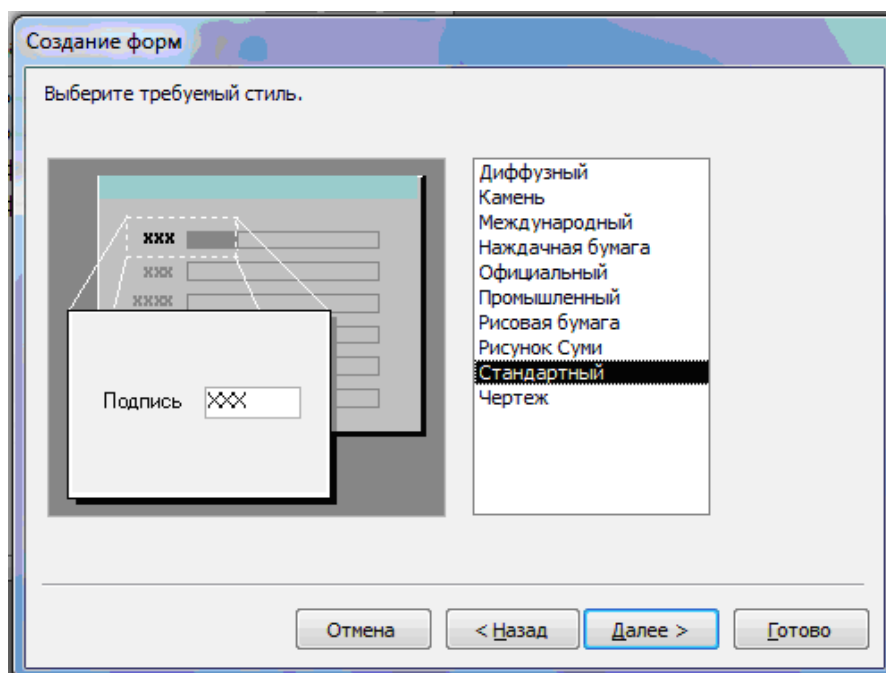 Создание форм
Выберите требуемый стиль.
xxx
xxx
xxxx
Подпись XXX
Диффузный
Камень
Международный
Наждачная бумага
Официальный
Промышленный
Рисовая бумага
Рисунок Суми
Стандартный
Чертеж
Отмена
< Назад
Далее >
Готово